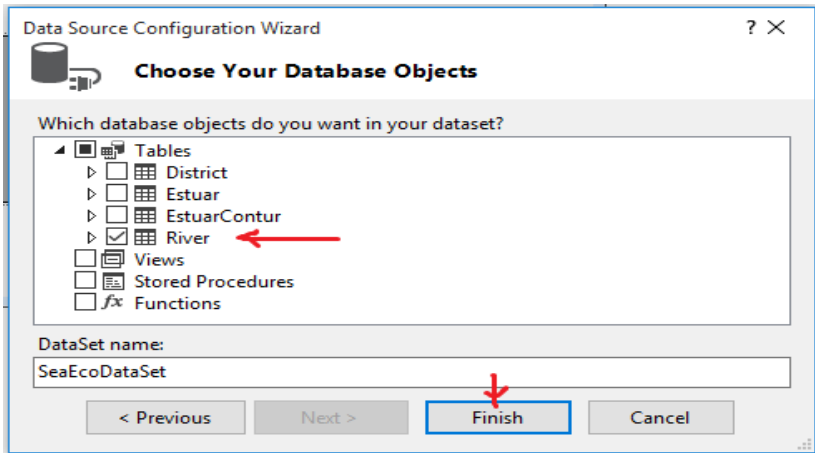 Data Source Configuration Wizard
?
Choose Your Database Objects
Which database objects do you want in your dataset?
Tables
District
Estuar
EstuarContur
River
Views
Stored Procedures
fx Functions
DataSet name:
SeaEcoDataSet
< Previous Next > Finish Cancel